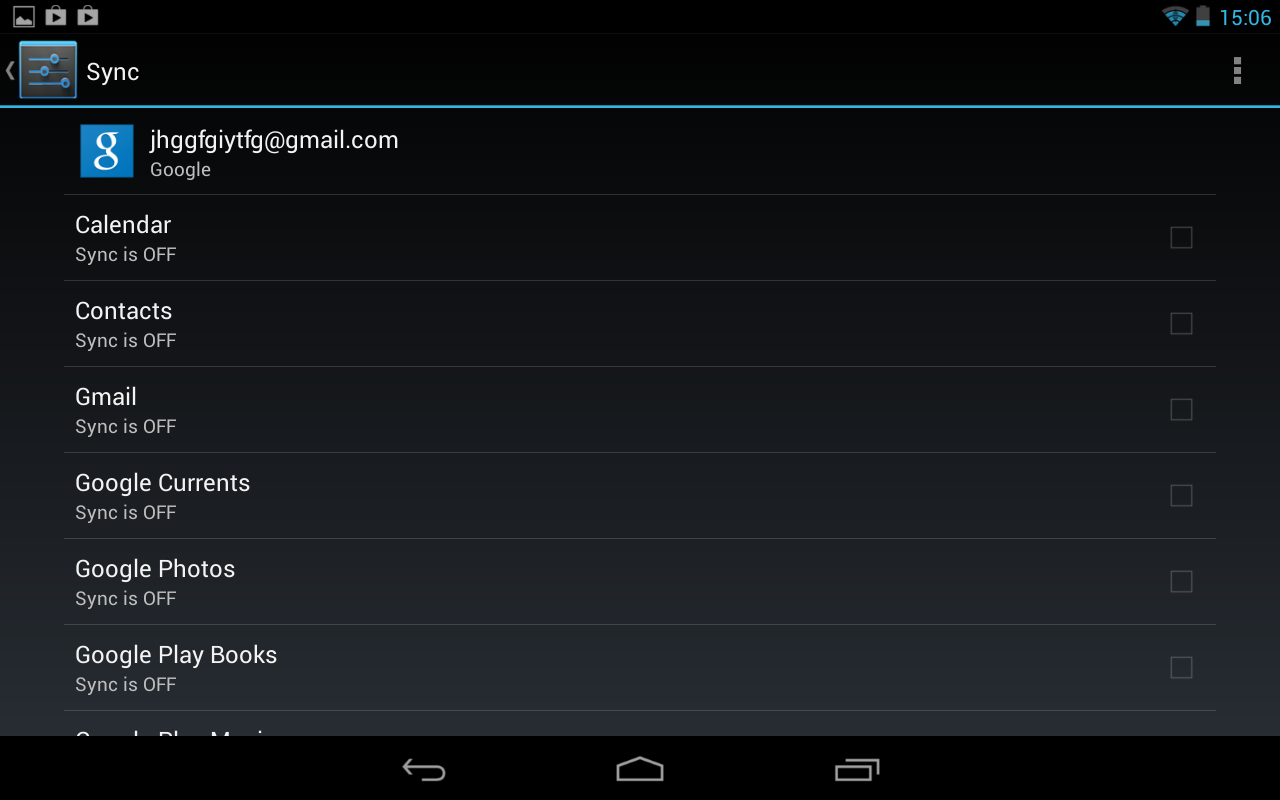 15:06
Sync
jhggfgiytfg@gmail.com
Google
Calendar
Sync is OFF
Contacts
Sync is OFF
Gmail
Sync is OFF
Google Currents
Sync is OFF
Google Photos
Sync is OFF
Google Play Books
Sync is OFF